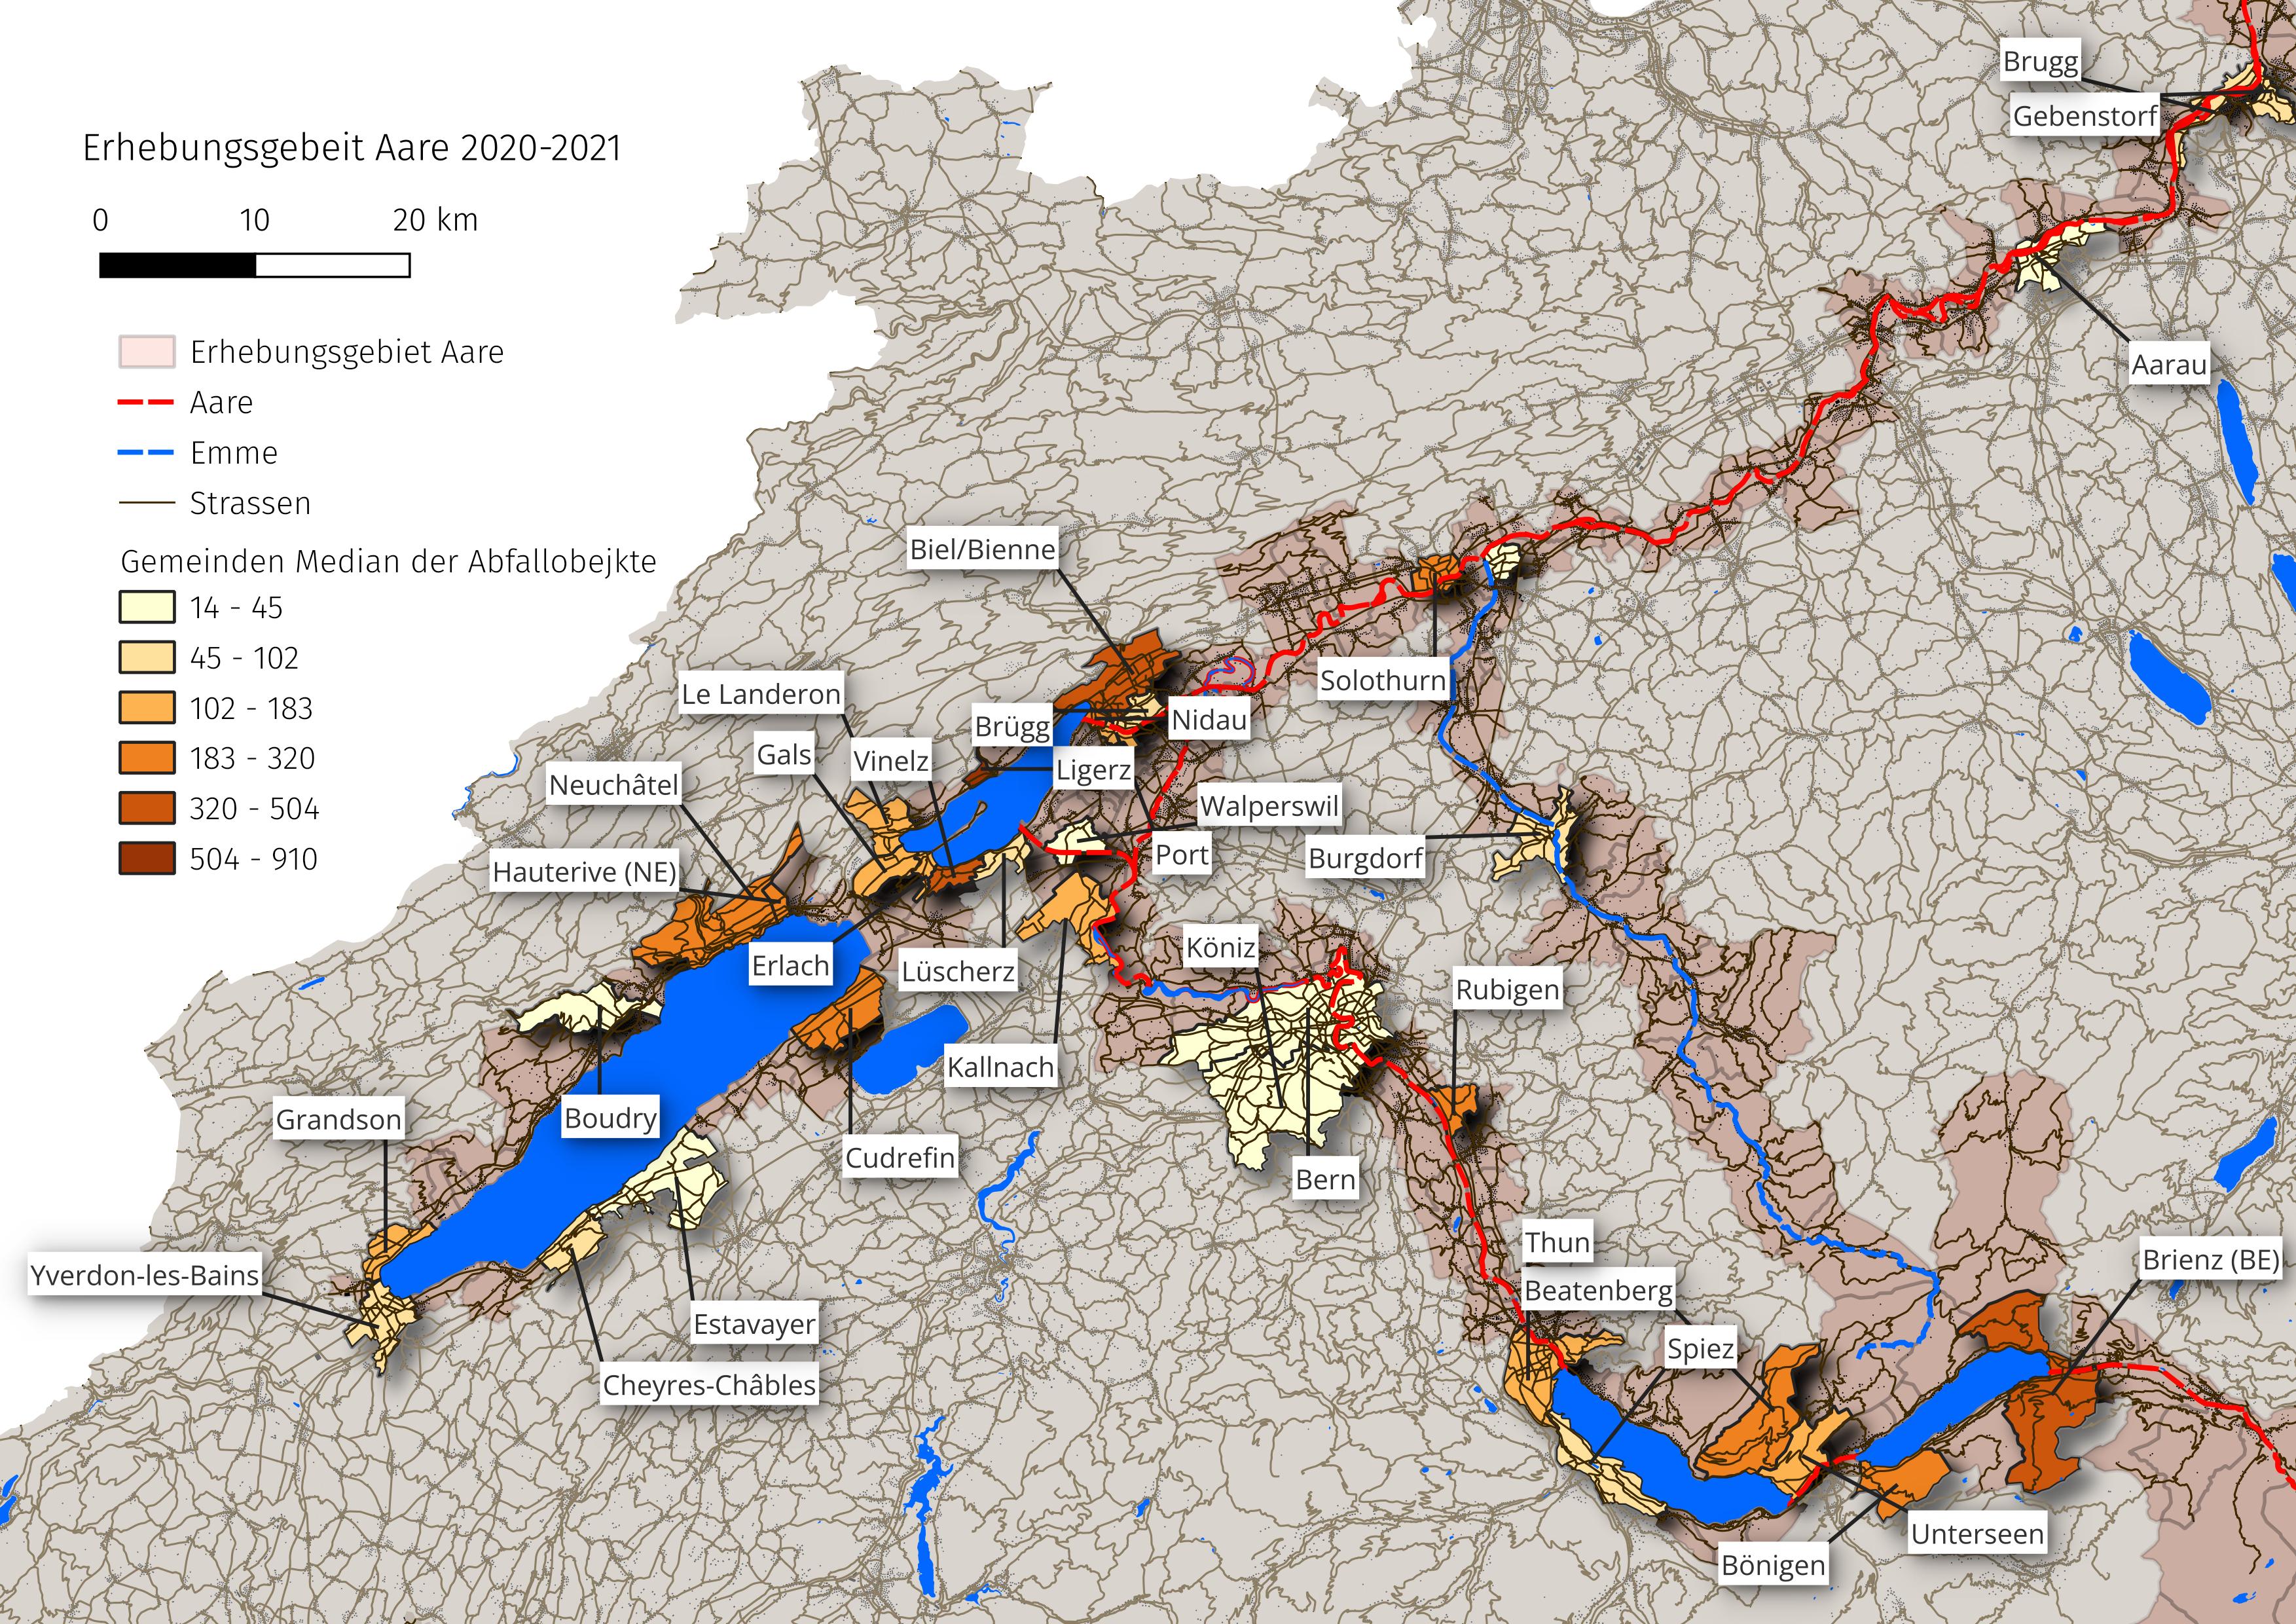 Erhebungsgebeit Aare 2020-2021
0 10 20 km
Erhebungsgebiet Aare
Aare
Emme
Strassen
Gemeinden Median der Abfallobejkte
14 - 45
45 - 102
102 - 183
183 - 320
320 - 504
504 - 910
Brugg
Gebenstorf
Aarau
Biel/Bienne
Solothurn
Le Landeron
Brügg
Nidau
Gals
Vinelz
Ligerz
Neuchâtel
Walperswil
Port
Burgdorf
Hauterive (NE)
Erlach
Lüscherz
Köniz
Rubigen
Kallnach
Grandson
Boudry
Cudrefin
Bern
Thun
Beatenberg
Brienz (BE)
Yverdon-les-Bains
Estavayer
Spiez
Cheyres-Châbles
Unterseen
Bönigen